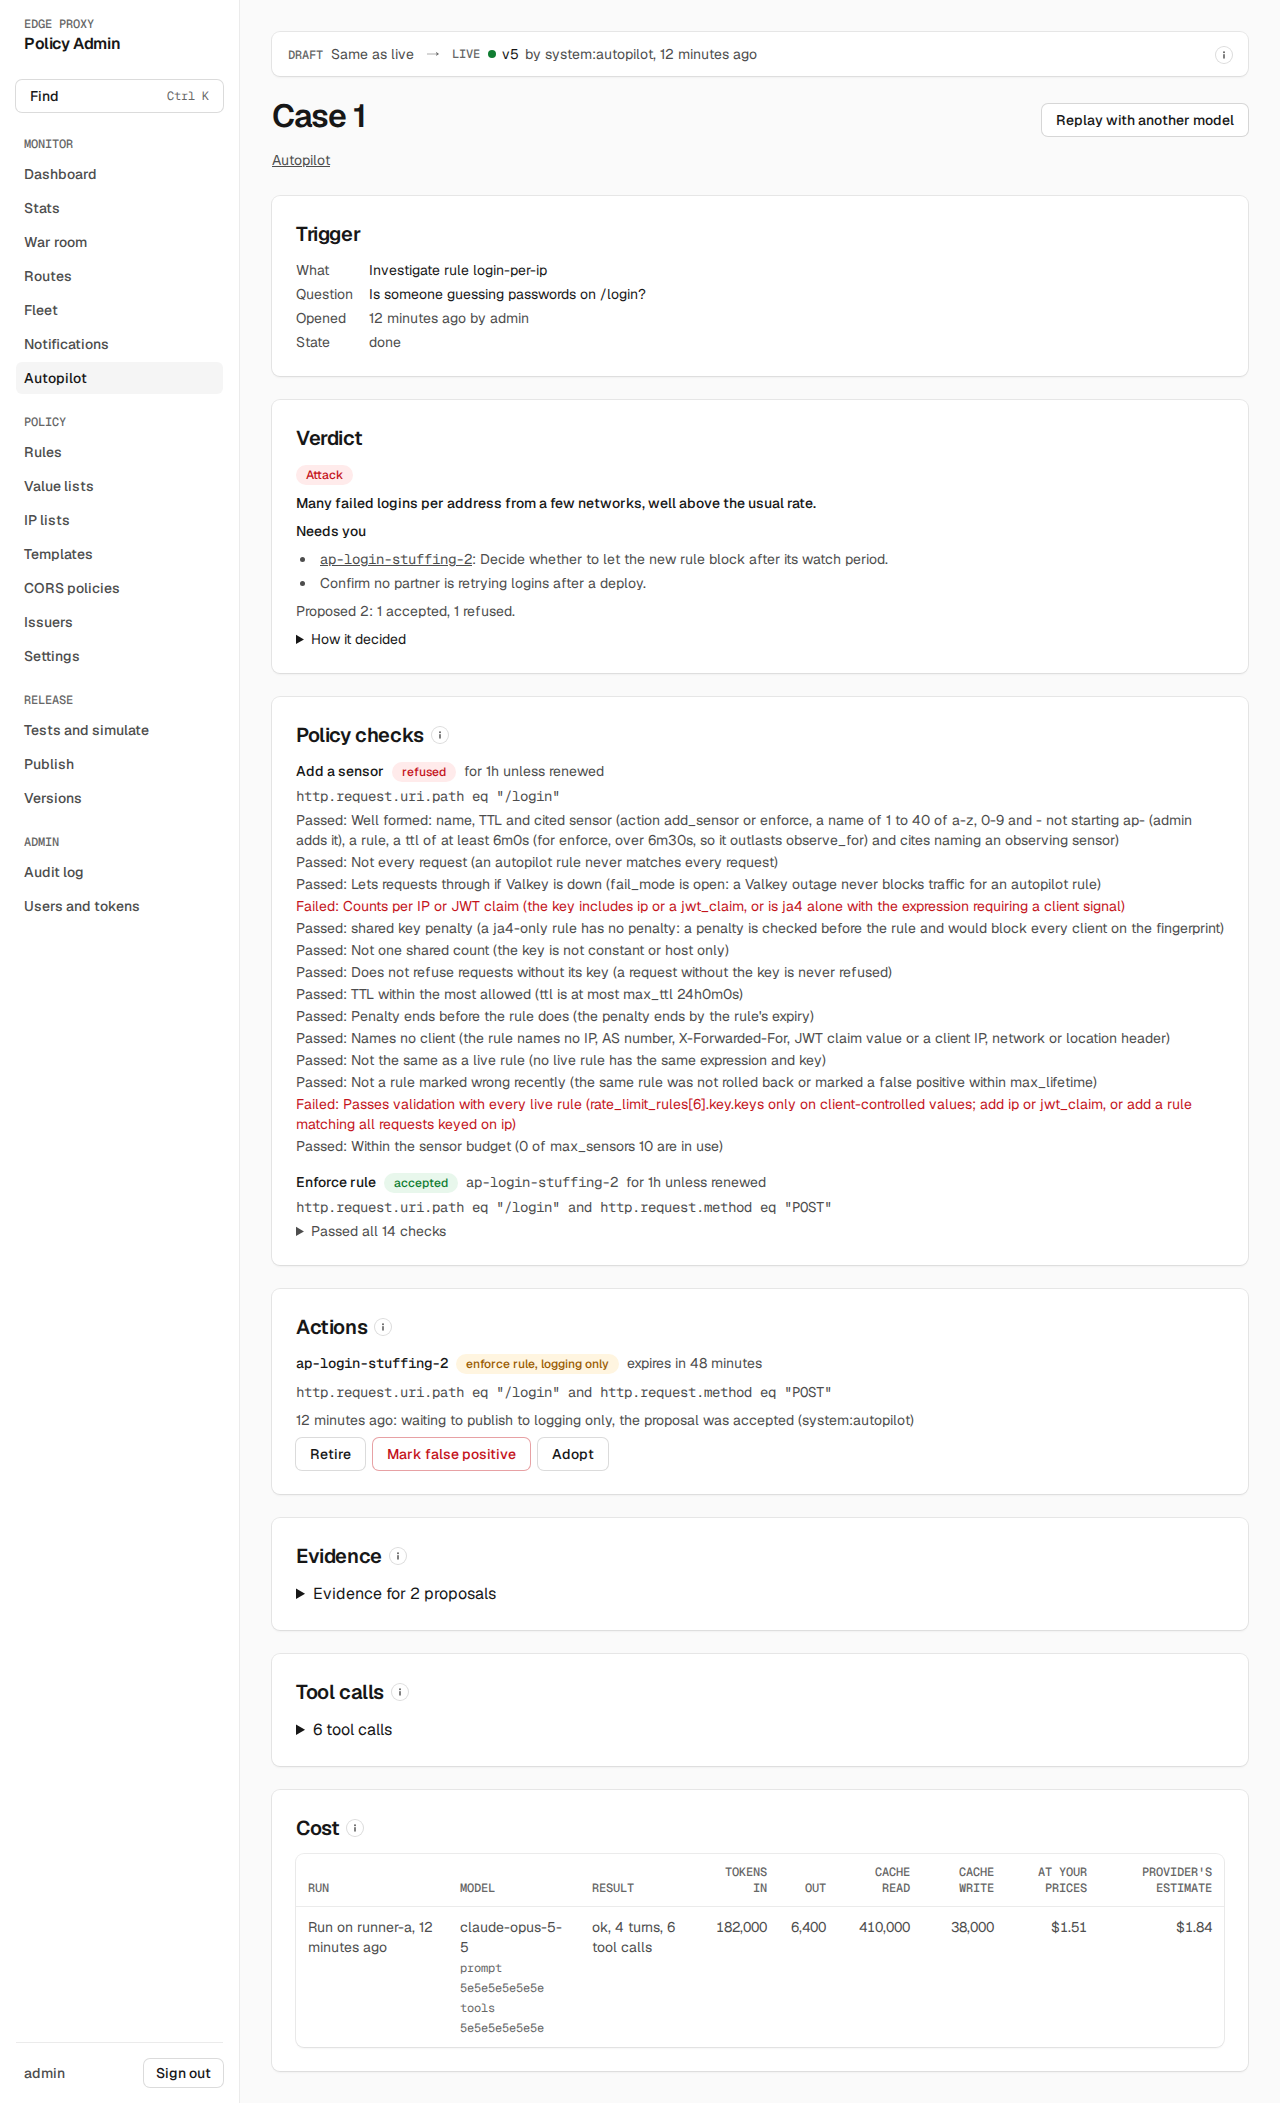 EDGE PROXY
Policy Admin
Find Ctrl K
MONITOR
Dashboard
Stats
War room
Routes
Fleet
Notifications
Autopilot
POLICY
Rules
Value lists
IP lists
Templates
CORS policies
Issuers
Settings
RELEASE
Tests and simulate
Publish
Versions
ADMIN
Audit log
Users and tokens
admin Sign out
DRAFT Same as live → LIVE v5 by system:autopilot, 12 minutes ago
Case 1
Replay with another model
Autopilot
Trigger
What Investigate rule login-per-ip
Question Is someone guessing passwords on /login?
Opened 12 minutes ago by admin
State done
Verdict
Attack
Many failed logins per address from a few networks, well above the usual rate.
Needs you
• ap-login-stuffing-2: Decide whether to let the new rule block after its watch period.
• Confirm no partner is retrying logins after a deploy.
Proposed 2: 1 accepted, 1 refused.
How it decided
Policy checks
Add a sensor refused for 1h unless renewed
http.request.uri.path eq "/login"
Passed: Well formed: name, TTL and cited sensor (action add_sensor or enforce, a name of 1 to 40 of a-z, 0-9 and - not starting ap- (admin
adds it), a rule, a ttl of at least 6m0s (for enforce, over 6m30s, so it outlasts observe_for) and cites naming an observing sensor)
Passed: Not every request (an autopilot rule never matches every request)
Passed: Lets requests through if Valkey is down (fail_mode is open: a Valkey outage never blocks traffic for an autopilot rule)
Failed: Counts per IP or JWT claim (the key includes ip or a jwt_claim, or is ja4 alone with the expression requiring a client signal)
Passed: shared key penalty (a ja4-only rule has no penalty: a penalty is checked before the rule and would block every client on the fingerprint)
Passed: Not one shared count (the key is not constant or host only)
Passed: Does not refuse requests without its key (a request without the key is never refused)
Passed: TTL within the most allowed (ttl is at most max_ttl 24h0m0s)
Passed: Penalty ends before the rule does (the penalty ends by the rule's expiry)
Passed: Names no client (the rule names no IP, AS number, X-Forwarded-For, JWT claim value or a client IP, network or location header)
Passed: Not the same as a live rule (no live rule has the same expression and key)
Passed: Not a rule marked wrong recently (the same rule was not rolled back or marked a false positive within max_lifetime)
Failed: Passes validation with every live rule (rate_limit_rules[6].key.keys only on client-controlled values; add ip or jwt_claim, or add a rule
matching all requests keyed on ip)
Passed: Within the sensor budget (0 of max_sensors 10 are in use)
Enforce rule accepted ap-login-stuffing-2 for 1h unless renewed
http.request.uri.path eq "/login" and http.request.method eq "POST"
Passed all 14 checks
Actions
ap-login-stuffing-2 enforce rule, logging only expires in 48 minutes
http.request.uri.path eq "/login" and http.request.method eq "POST"
12 minutes ago: waiting to publish to logging only, the proposal was accepted (system:autopilot)
Retire Mark false positive Adopt
Evidence
Evidence for 2 proposals
Tool calls
6 tool calls
Cost
RUN MODEL RESULT TOKENS IN OUT CACHE READ CACHE WRITE AT YOUR PRICES PROVIDER'S ESTIMATE
Run on runner-a, 12 claude-opus-5- ok, 4 turns, 6 182,000 6,400 410,000 38,000 $1.51 $1.84
minutes ago 5 tool calls
prompt
5e5e5e5e5e5e
tools
5e5e5e5e5e5e